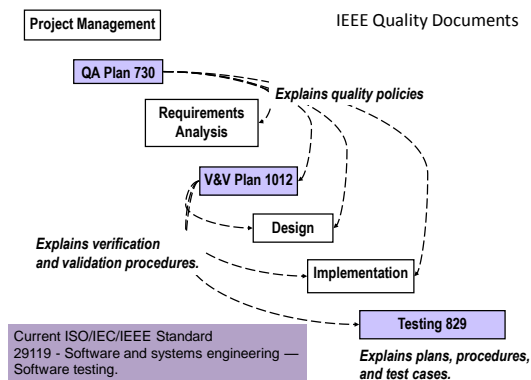 IEEE Quality Documents
Project Management
QA Plan 730
Explains quality policies
Requirements
Analysis
V&V Plan 1012
Design
Explains verification
and validation procedures.
Implementation
Testing 829
Current ISO/IEC/IEEE Standard
29119 - Software and systems engineering —
Software testing.
Explains plans, procedures,
and test cases.